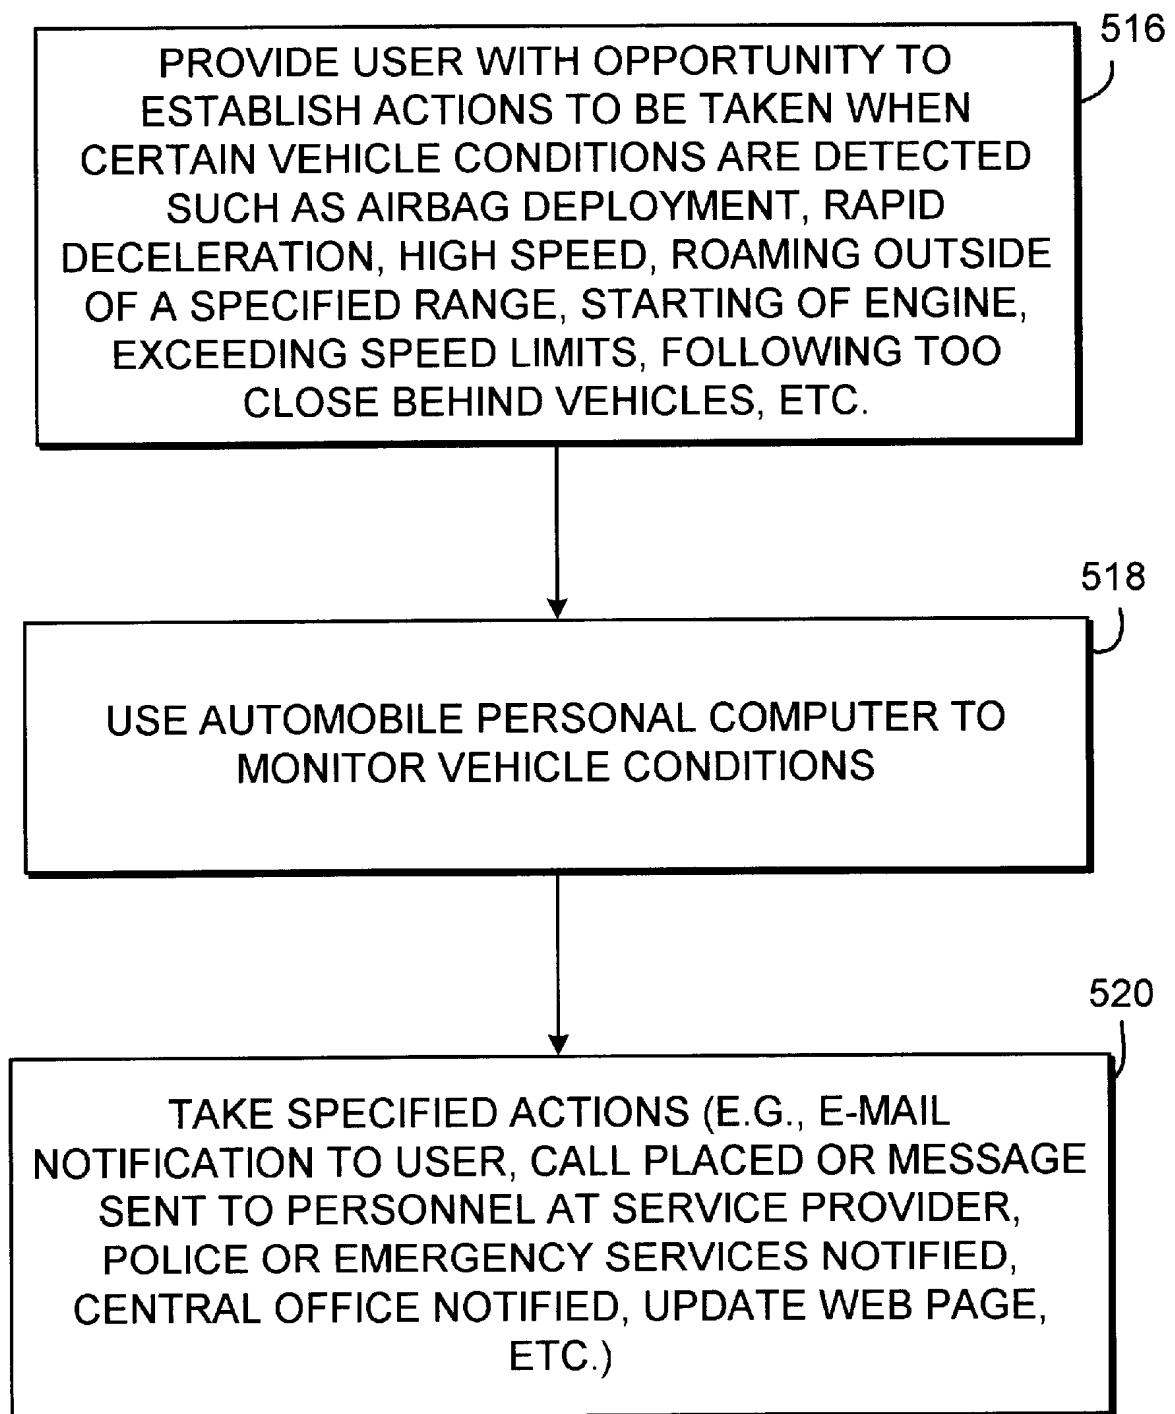 516
PROVIDE USER WITH OPPORTUNITY TO
ESTABLISH ACTIONS TO BE TAKEN WHEN
CERTAIN VEHICLE CONDITIONS ARE DETECTED
SUCH AS AIRBAG DEPLOYMENT, RAPID
DECELERATION, HIGH SPEED, ROAMING OUTSIDE
OF A SPECIFIED RANGE, STARTING OF ENGINE,
EXCEEDING SPEED LIMITS, FOLLOWING TOO
CLOSE BEHIND VEHICLES, ETC.
518
USE AUTOMOBILE PERSONAL COMPUTER TO
MONITOR VEHICLE CONDITIONS
520
TAKE SPECIFIED ACTIONS (E.G., E-MAIL
NOTIFICATION TO USER, CALL PLACED OR MESSAGE
SENT TO PERSONNEL AT SERVICE PROVIDER,
POLICE OR EMERGENCY SERVICES NOTIFIED,
CENTRAL OFFICE NOTIFIED, UPDATE WEB PAGE,
ETC.)